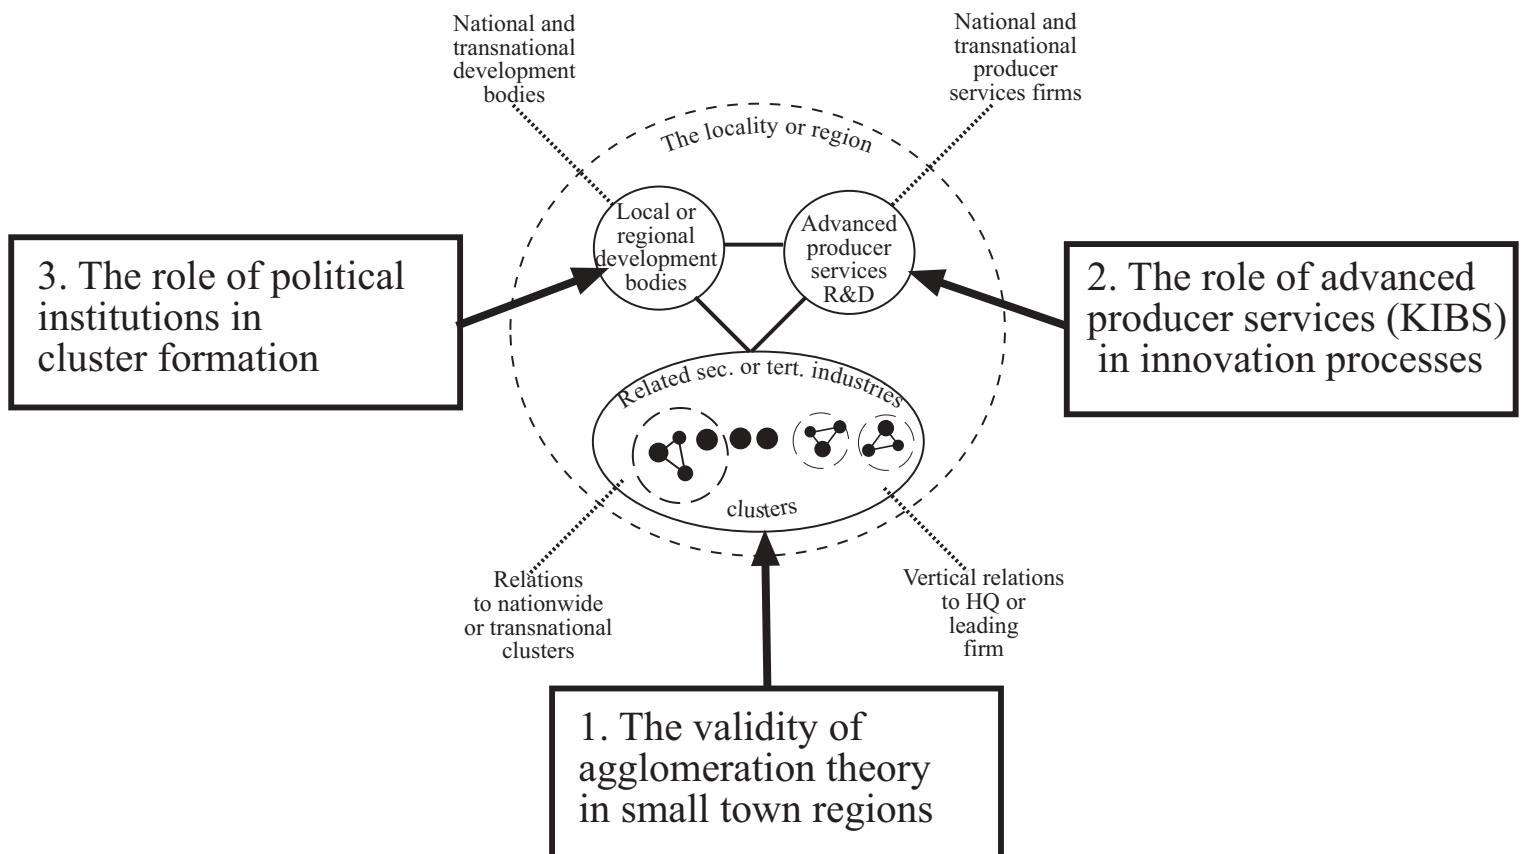 National and
transnational
development
bodies
National and
transnational
producer
services firms
The locality or region
Local or
regional
development
bodies
Advanced
producer
services
R&D
3. The role of political
institutions in
cluster formation
2. The role of advanced
producer services (KIBS)
in innovation processes
Related sec. or tert. industries
clusters
Relations
to nationwide
or transnational
clusters
Vertical relations
to HQ or
leading
firm
1. The validity of
agglomeration theory
in small town regions